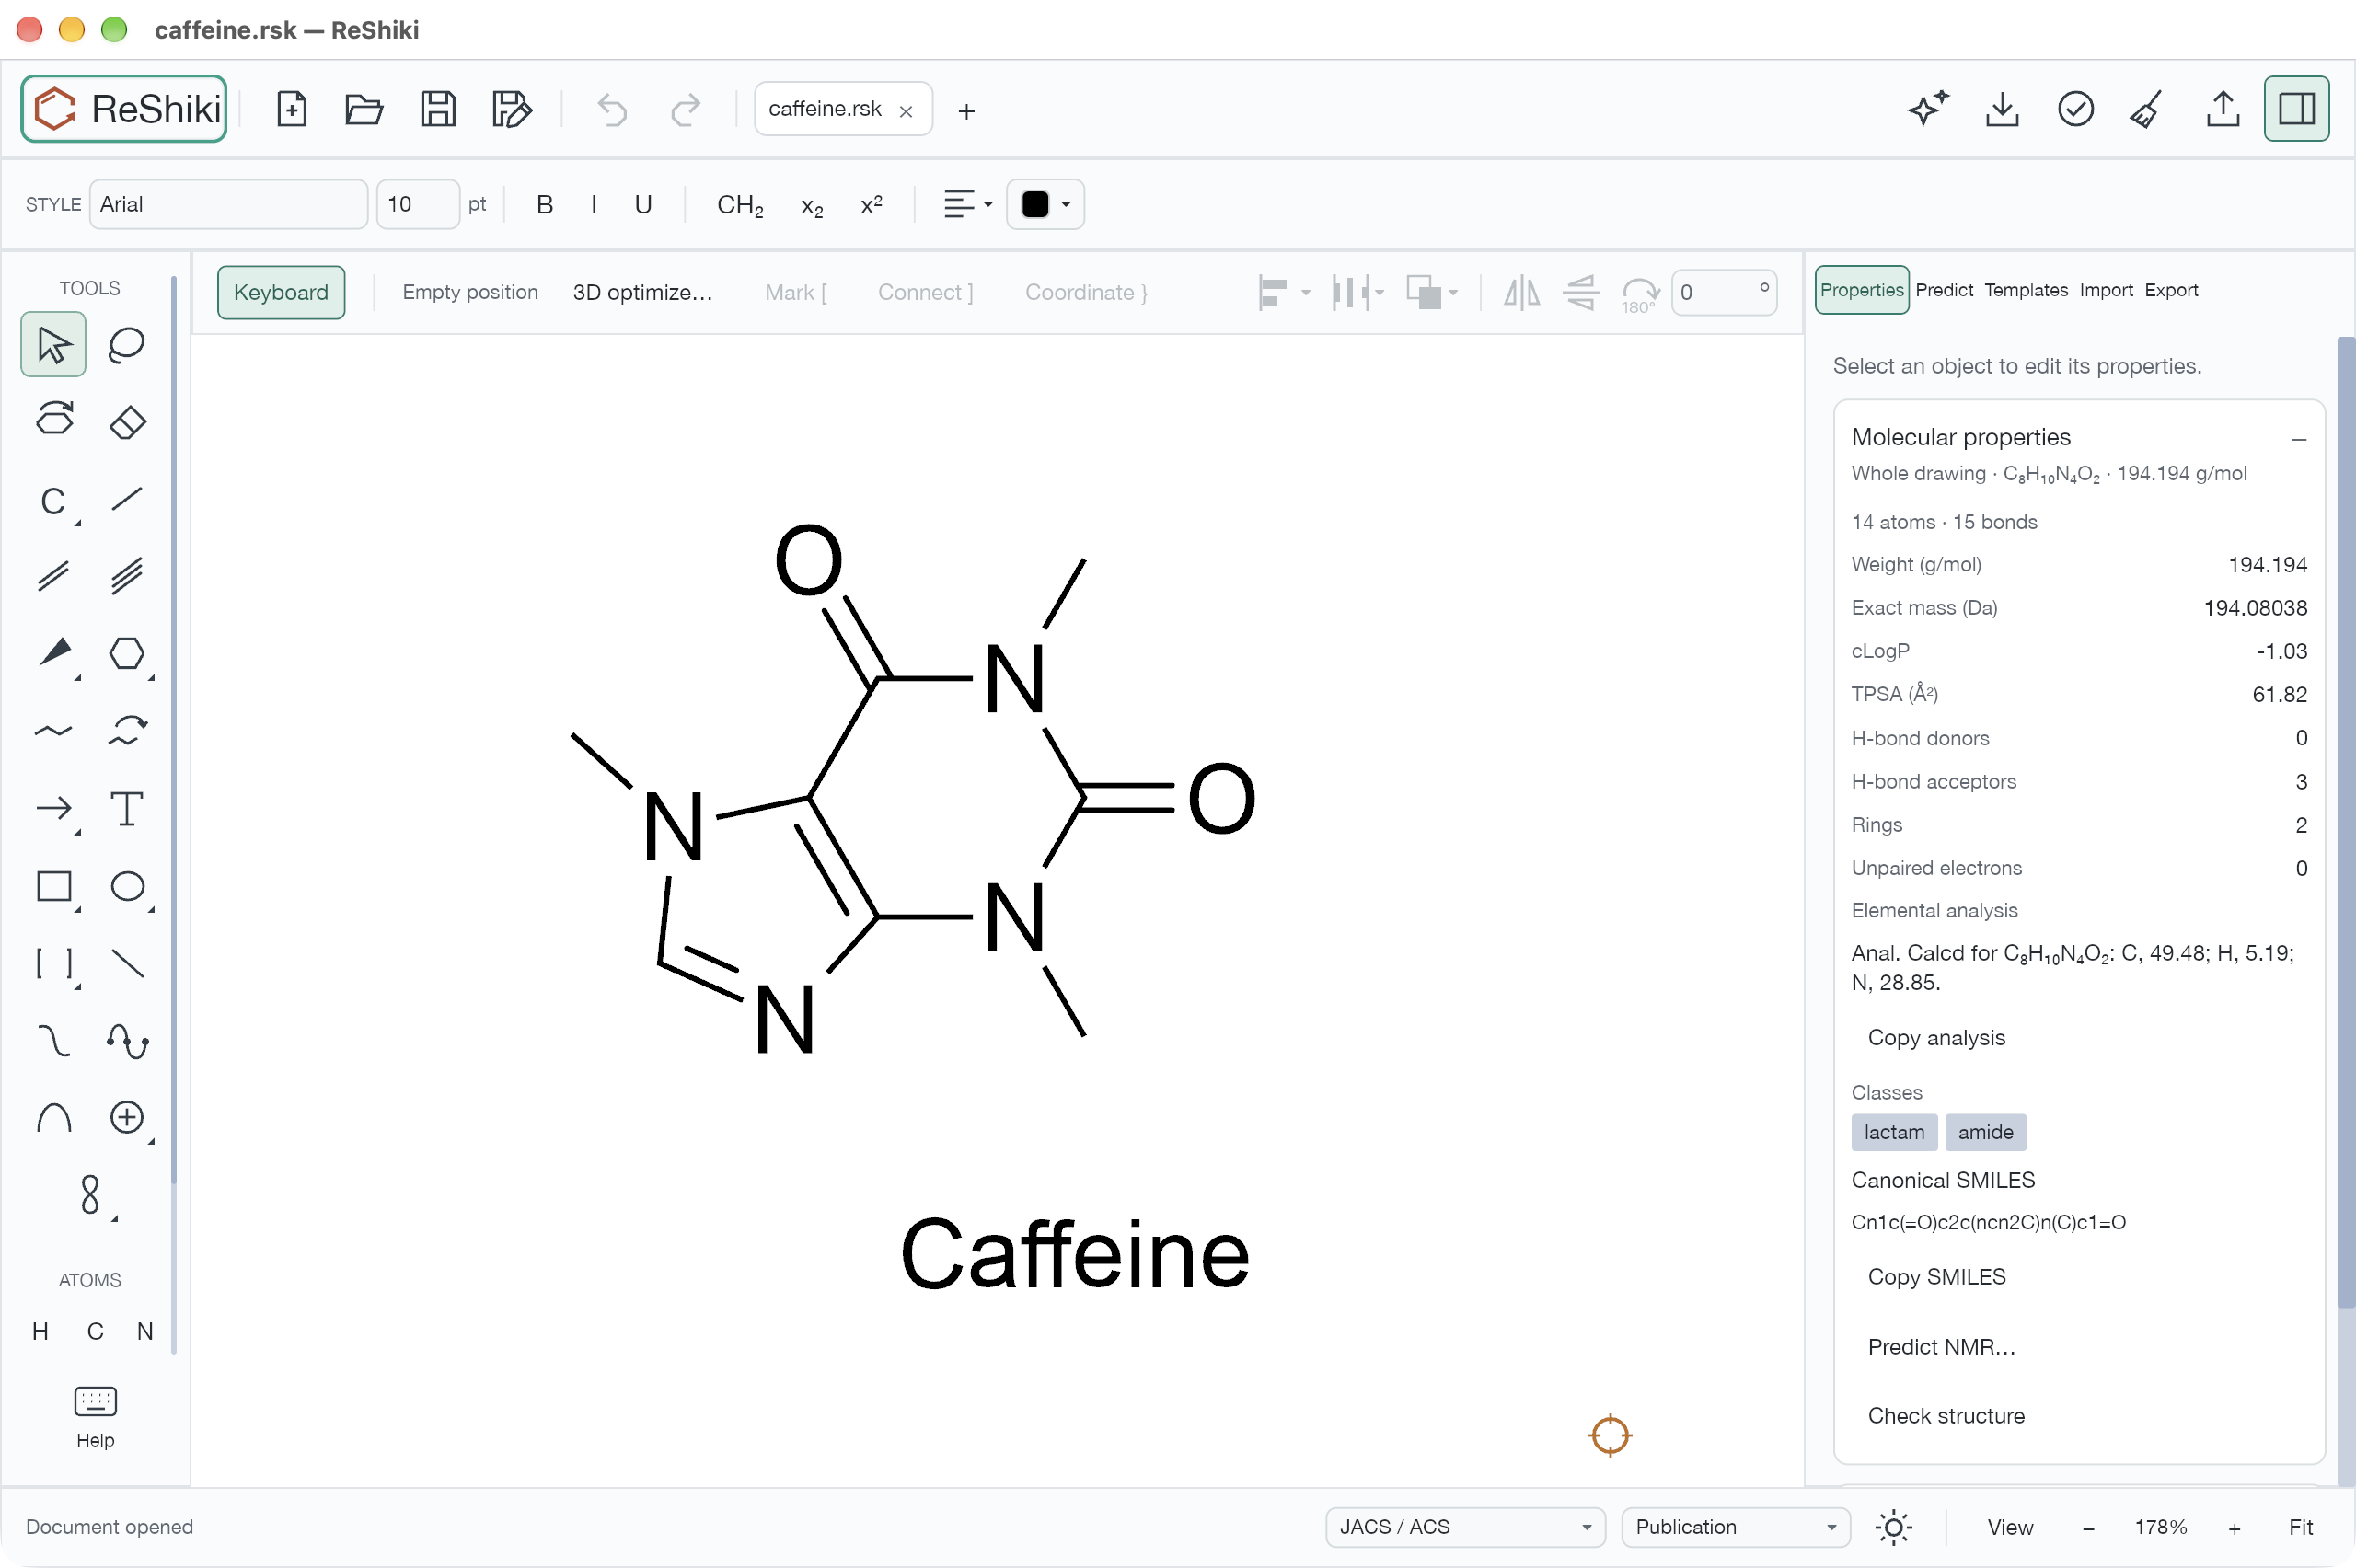 caffeine.rsk — ReShiki
ReShiki
caffeine.rsk × +
STYLE Arial 10 pt B I U CH₂ x₂ x²
TOOLS
Keyboard Empty position 3D optimize... Mark [ Connect ] Coordinate } 180° 0 °
Properties Predict Templates Import Export
C
T
[ ]
ATOMS
H C N
Help
O
N
O
N
N
N
Caffeine
Select an object to edit its properties.
Molecular properties –
Whole drawing · C₈H₁₀N₄O₂ · 194.194 g/mol
14 atoms · 15 bonds
Weight (g/mol) 194.194
Exact mass (Da) 194.08038
cLogP -1.03
TPSA (Å²) 61.82
H-bond donors 0
H-bond acceptors 3
Rings 2
Unpaired electrons 0
Elemental analysis
Anal. Calcd for C₈H₁₀N₄O₂: C, 49.48; H, 5.19;
N, 28.85.
Copy analysis
Classes
lactam amide
Canonical SMILES
Cn1c(=O)c2c(ncn2C)n(C)c1=O
Copy SMILES
Predict NMR...
Check structure
Document opened JACS / ACS Publication View – 178% + Fit